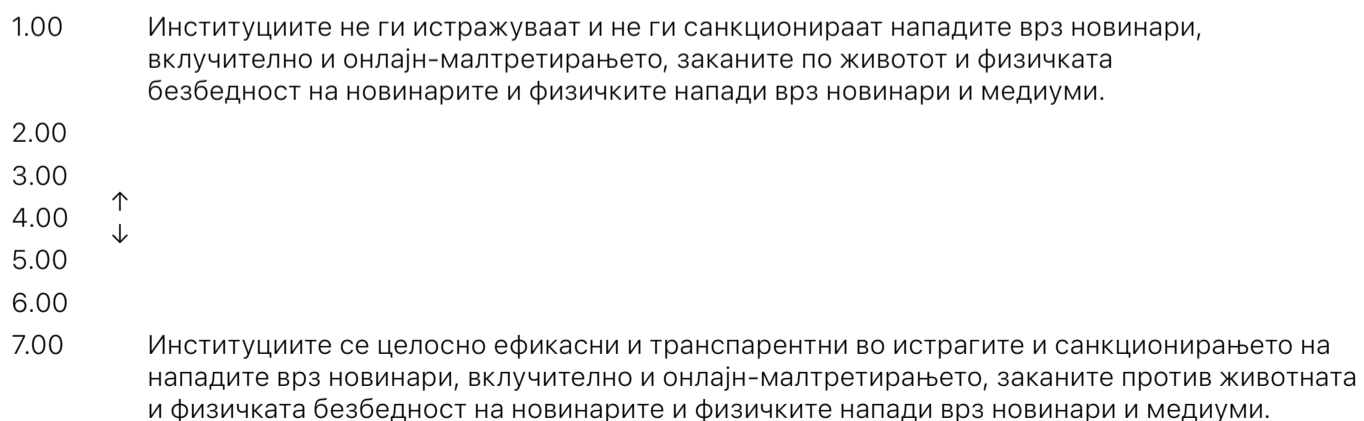 1.00 Институциите не ги истражуваат и не ги санкционираат нападите врз новинари,
вклучително и онлајн-малтретирањето, заканите по животот и физичката
безбедност на новинарите и физичките напади врз новинари и медиуми.
2.00
3.00
↑
4.00
↓
5.00
6.00
7.00 Институциите се целосно ефикасни и транспарентни во истрагите и санкционирањето на
нападите врз новинари, вклучително и онлајн-малтретирањето, заканите против животната
и физичката безбедност на новинарите и физичките напади врз новинари и медиуми.